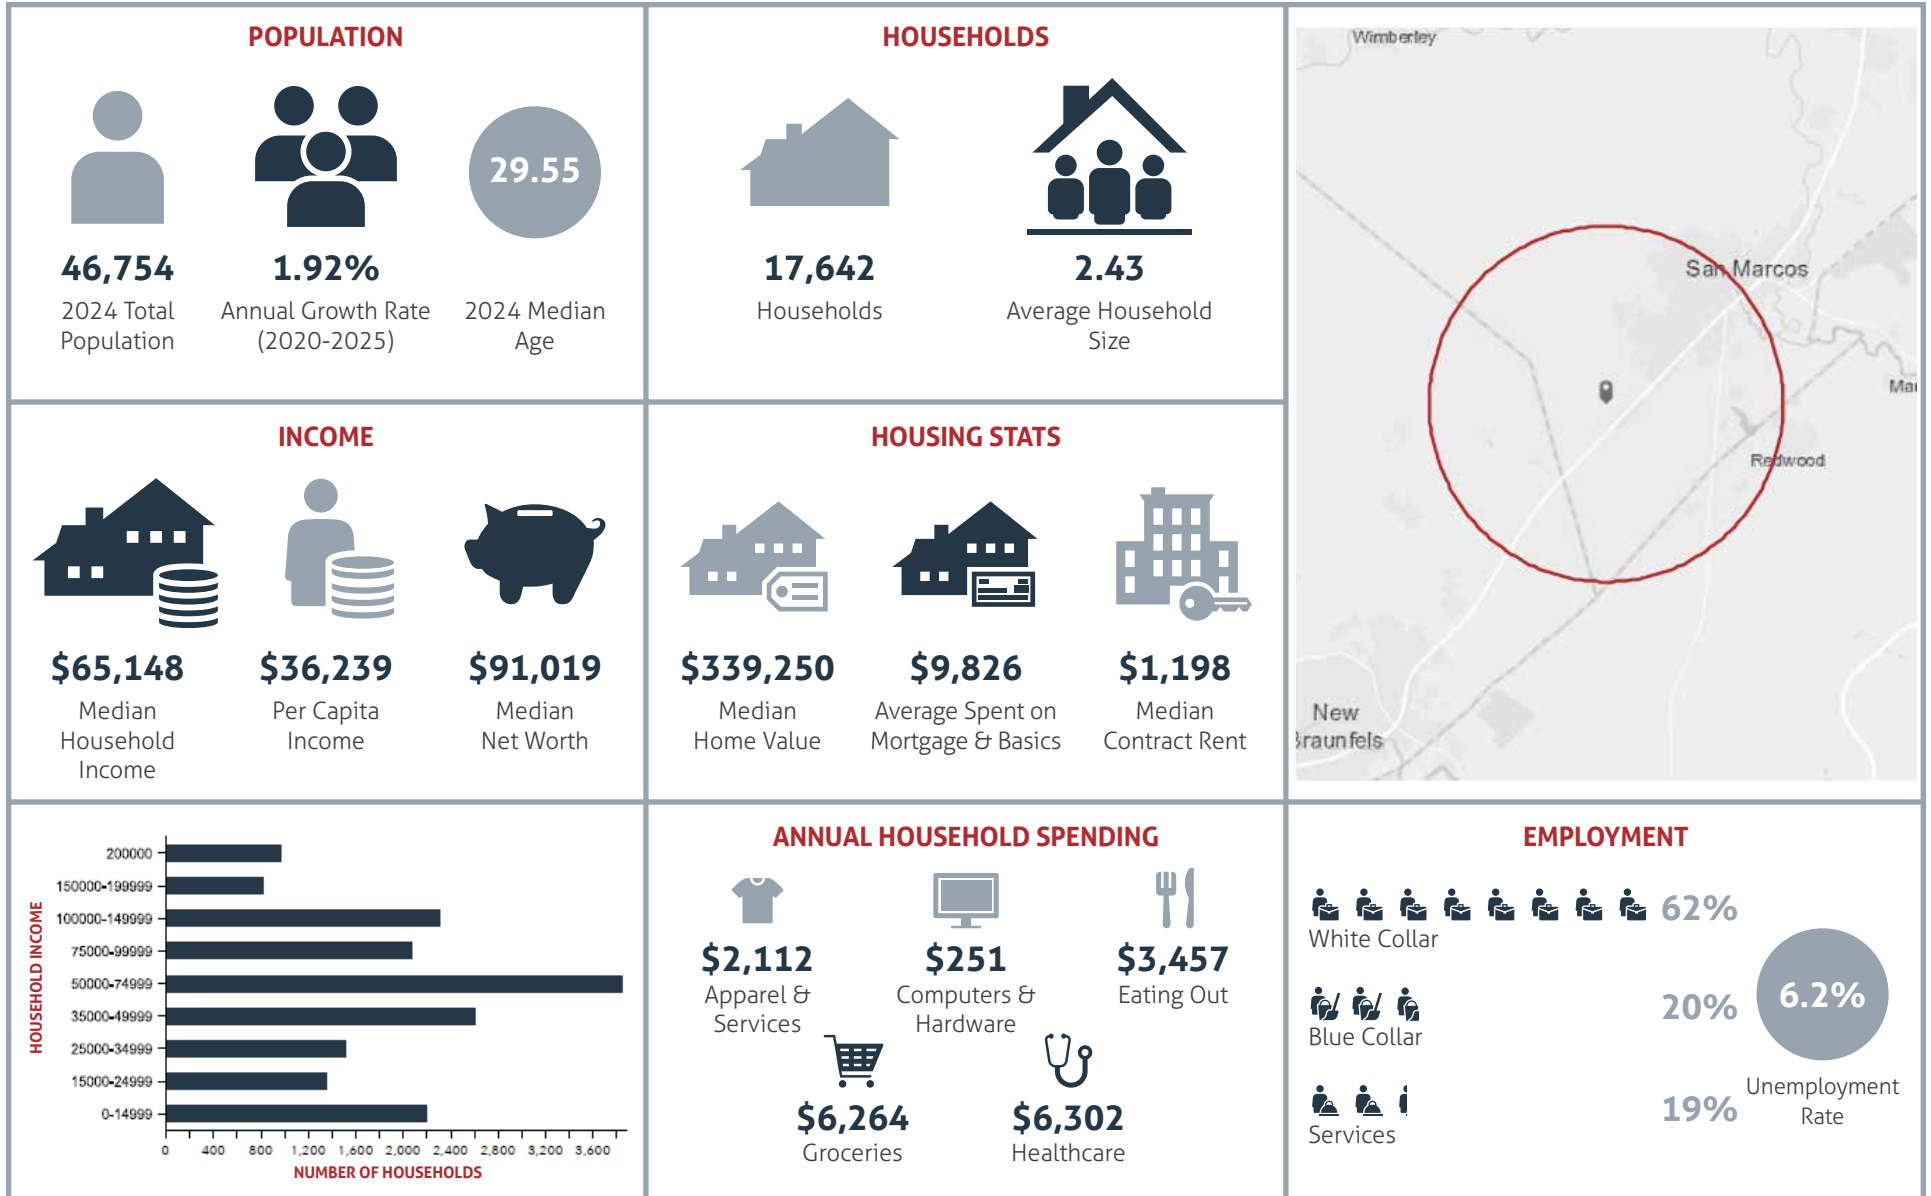 POPULATION
29.55
46,754
2024 Total
Population
1.92%
Annual Growth Rate
(2020-2025)
2024 Median
Age
HOUSEHOLDS
17,642
Households
2.43
Average Household
Size
Wimberley
San Marcos
Redwood
New
Braunfels
INCOME
$65,148
Median
Household
Income
$36,239
Per Capita
Income
$91,019
Median
Net Worth
HOUSING STATS
$339,250
Median
Home Value
$9,826
Average Spent on
Mortgage & Basics
$1,198
Median
Contract Rent
HOUSEHOLD INCOME
200000
150000-199999
100000-149999
75000-99999
50000-74999
35000-49999
25000-34999
15000-24999
0-14999
0 400 800 1,200 1,600 2,000 2,400 2,800 3,200 3,600
NUMBER OF HOUSEHOLDS
ANNUAL HOUSEHOLD SPENDING
$2,112
Apparel &
Services
$251
Computers &
Hardware
$3,457
Eating Out
$6,264
Groceries
$6,302
Healthcare
EMPLOYMENT
62%
White Collar
20%
Blue Collar
19%
Services
6.2%
Unemployment
Rate